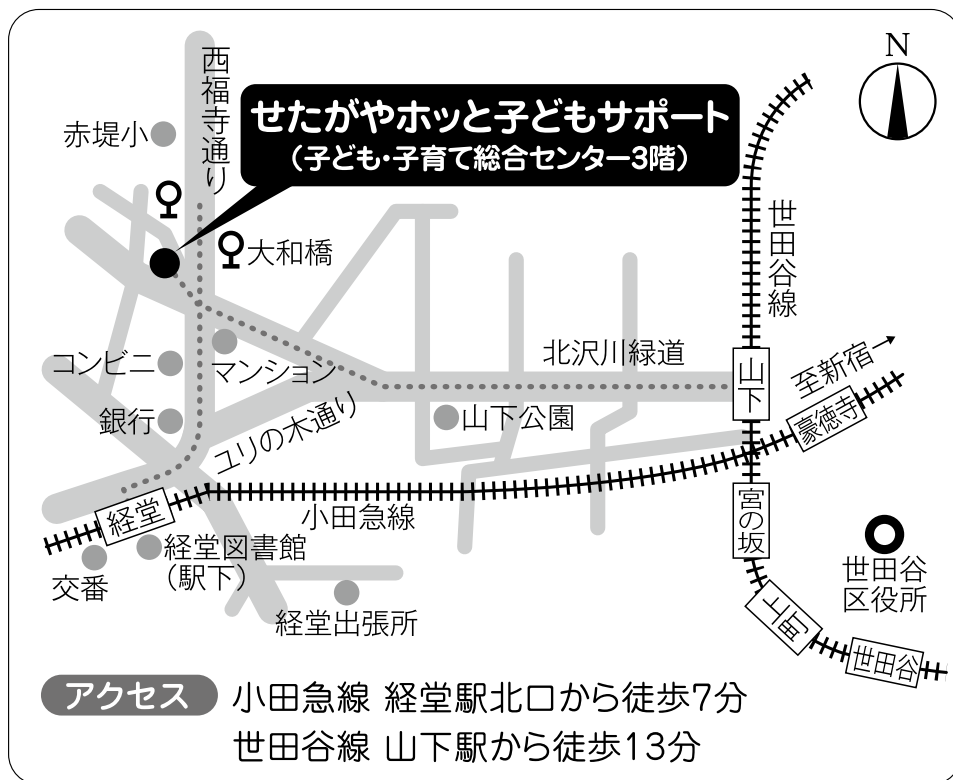 N
西福寺通り
せたがやホッと子どもサポート
（子ども・子育て総合センター3階）
赤堤小
大和橋
世田谷線
コンビニ
マンション
北沢川緑道
山下
至新宿→
銀行
ユリの木通り
山下公園
豪徳寺
経堂
小田急線
宮の坂
交番
経堂図書館
（駅下）
経堂出張所
世田谷
区役所
上町
世田谷
アクセス
小田急線 経堂駅北口から徒歩7分
世田谷線 山下駅から徒歩13分